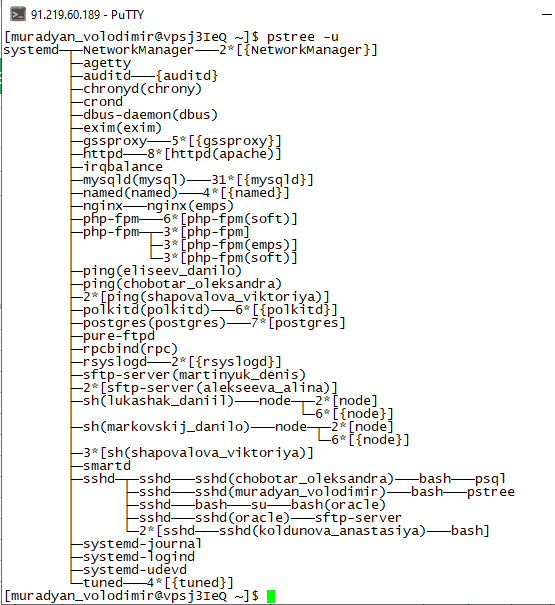 91.219.60.189 - PuTTY
[muradyan_volodimir@vpsj3IeQ ~]$ pstree -u
systemd─┬─NetworkManager───2*[{NetworkManager}]
        ├─agetty
        ├─auditd───{auditd}
        ├─chronyd(chrony)
        ├─crond
        ├─dbus-daemon(dbus)
        ├─exim(exim)
        ├─gssproxy───5*[{gssproxy}]
        ├─httpd───8*[httpd(apache)]
        ├─irqbalance
        ├─mysqld(mysql)───31*[{mysqld}]
        ├─named(named)───4*[{named}]
        ├─nginx───nginx(emps)
        ├─php-fpm───6*[php-fpm(soft)]
        ├─php-fpm─┬─3*[php-fpm]
        │         ├─3*[php-fpm(emps)]
        │         └─3*[php-fpm(soft)]
        ├─ping(eliseev_danilo)
        ├─ping(chobotar_oleksandra)
        ├─2*[ping(shapovalova_viktoriya)]
        ├─polkitd(polkitd)───6*[{polkitd}]
        ├─postgres(postgres)───7*[postgres]
        ├─pure-ftpd
        ├─rpcbind(rpc)
        ├─rsyslogd───2*[{rsyslogd}]
        ├─sftp-server(martinyuk_denis)
        ├─2*[sftp-server(alekseeva_alina)]
        ├─sh(lukashak_daniil)───node─┬─2*[node]
        │                            └─6*[{node}]
        ├─sh(markovskij_danilo)───node─┬─2*[node]
        │                              └─6*[{node}]
        ├─3*[sh(shapovalova_viktoriya)]
        ├─smartd
        ├─sshd─┬─sshd───sshd(chobotar_oleksandra)───bash───psql
        │      ├─sshd───sshd(muradyan_volodimir)───bash───pstree
        │      ├─sshd───bash───su───bash(oracle)
        │      ├─sshd───sshd(oracle)───sftp-server
        │      └─2*[sshd───sshd(koldunova_anastasiya)───bash]
        ├─systemd-journal
        ├─systemd-logind
        ├─systemd-udevd
        └─tuned───4*[{tuned}]
[muradyan_volodimir@vpsj3IeQ ~]$